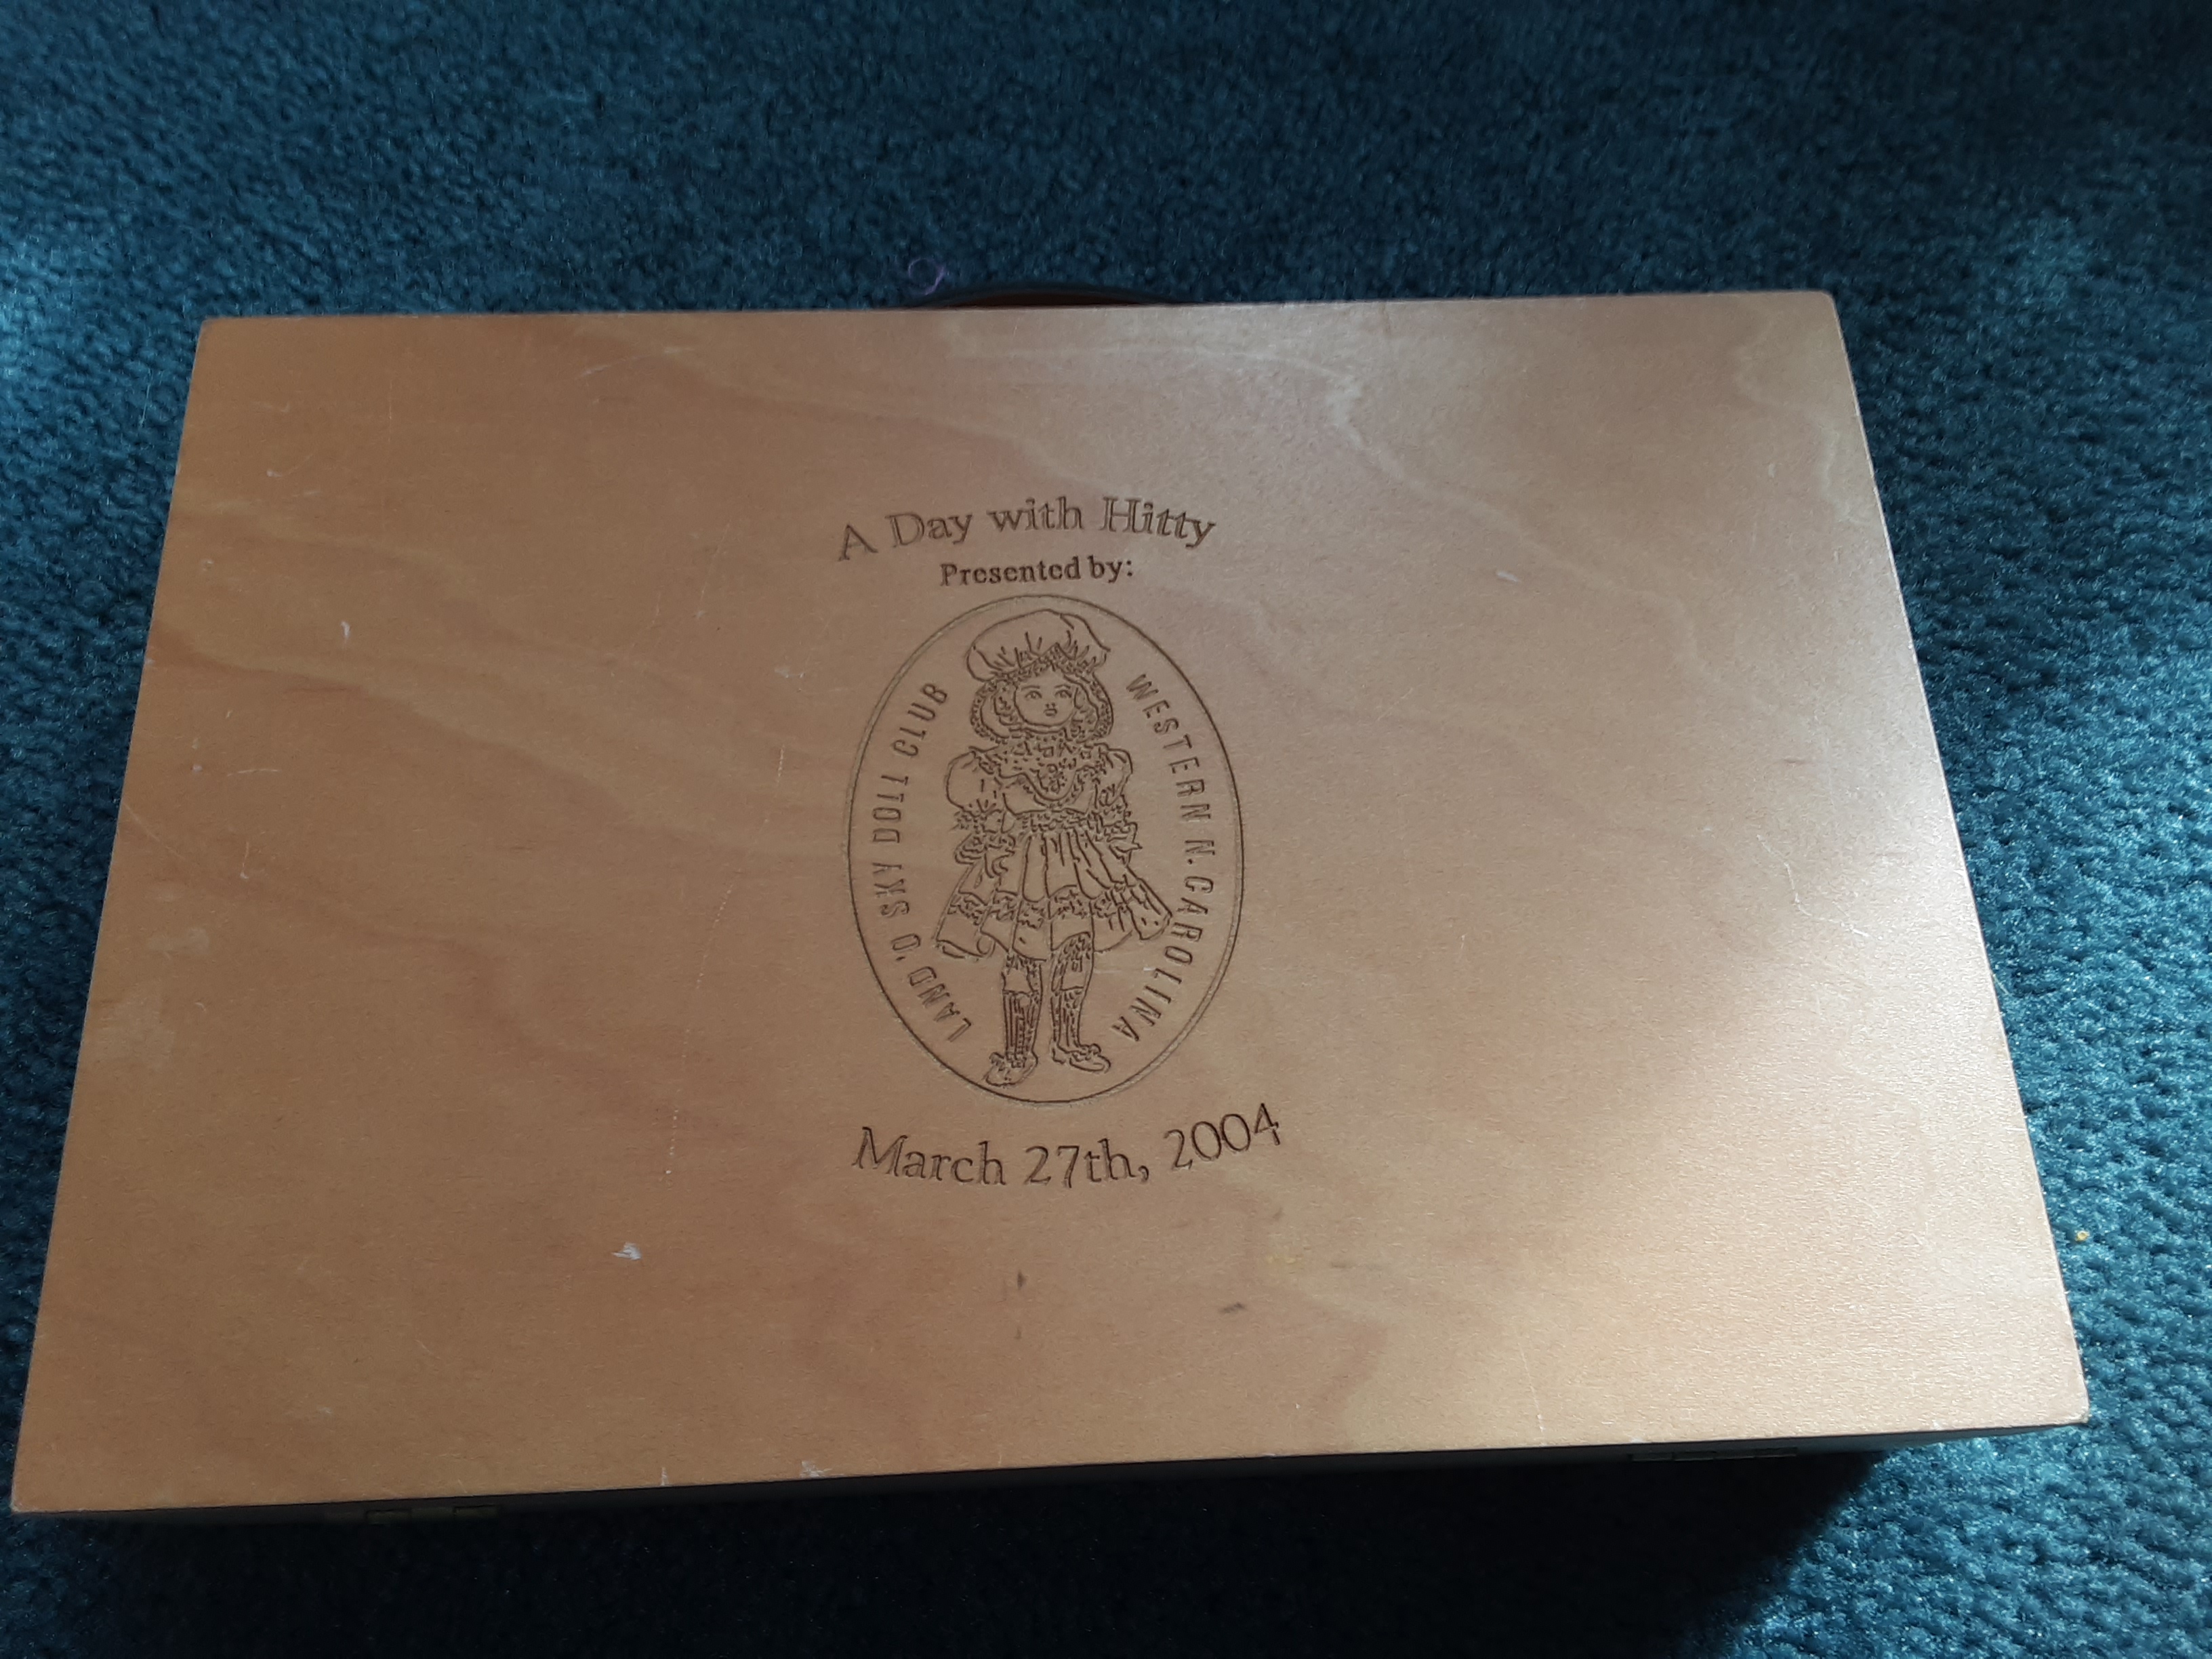 A Day with Hitty
Presented by:
LAND'O SKY DOLL CLUB
WESTERN N. CAROLINA
March 27th, 2004